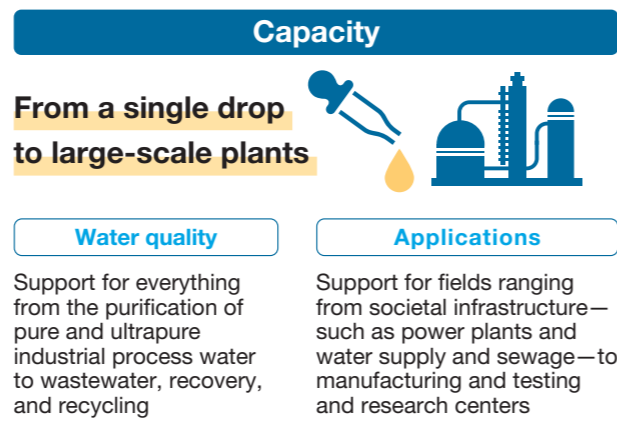 Capacity
From a single drop
to large-scale plants
Water quality
Support for everything
from the purification of
pure and ultrapure
industrial process water
to wastewater, recovery,
and recycling
Applications
Support for fields ranging
from societal infrastructure—
such as power plants and
water supply and sewage—to
manufacturing and testing
and research centers